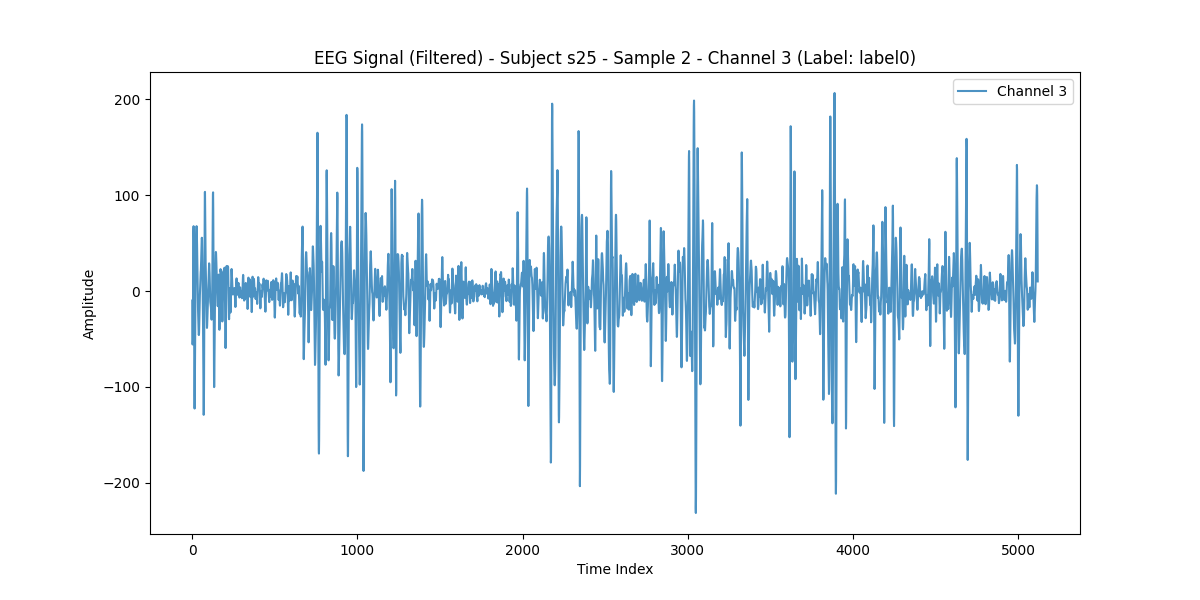 EEG Signal (Filtered) - Subject s25 - Sample 2 - Channel 3 (Label: label0)
Channel 3
200
100
0
−100
−200
Amplitude
0 1000 2000 3000 4000 5000
Time Index